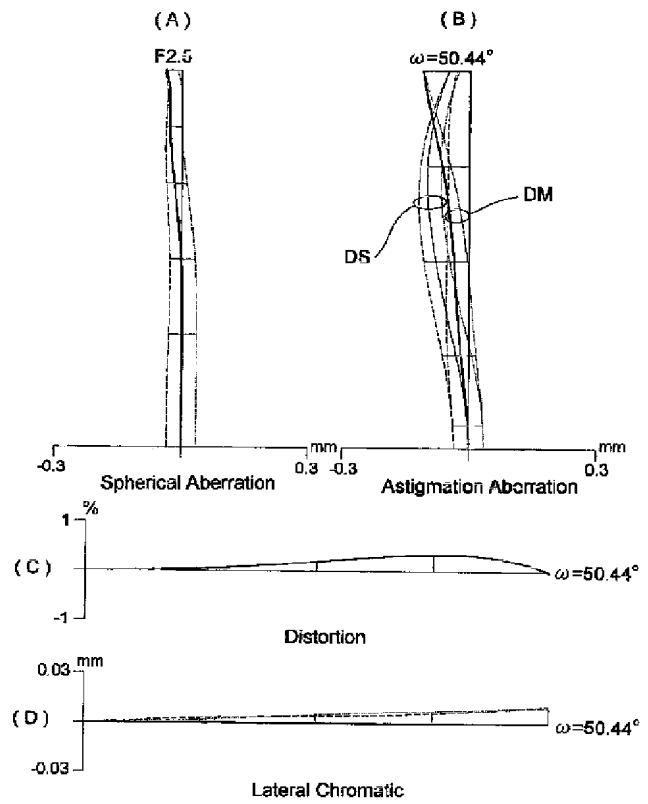 (A)
F2.5
-0.3
0.3
mm
Spherical Aberration
(B)
ω=50.44°
DM
DS
-0.3
0.3
mm
Astigmation Aberration
(C)
1
%
-1
ω=50.44°
Distortion
(D)
0.03
mm
-0.03
ω=50.44°
Lateral Chromatic